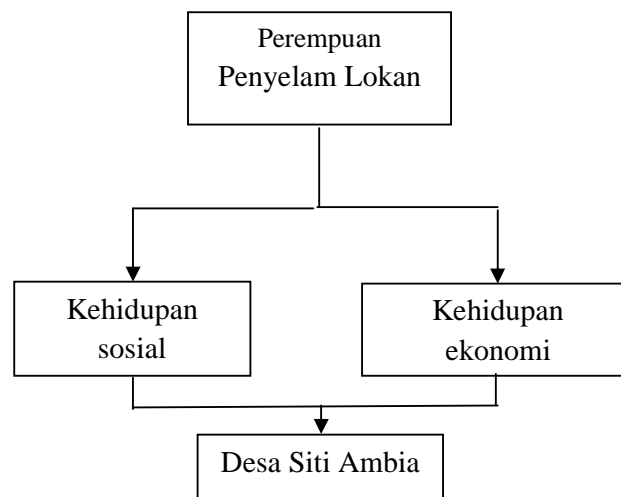 Perempuan
Penyelam Lokan
Kehidupan
sosial
Kehidupan
ekonomi
Desa Siti Ambia